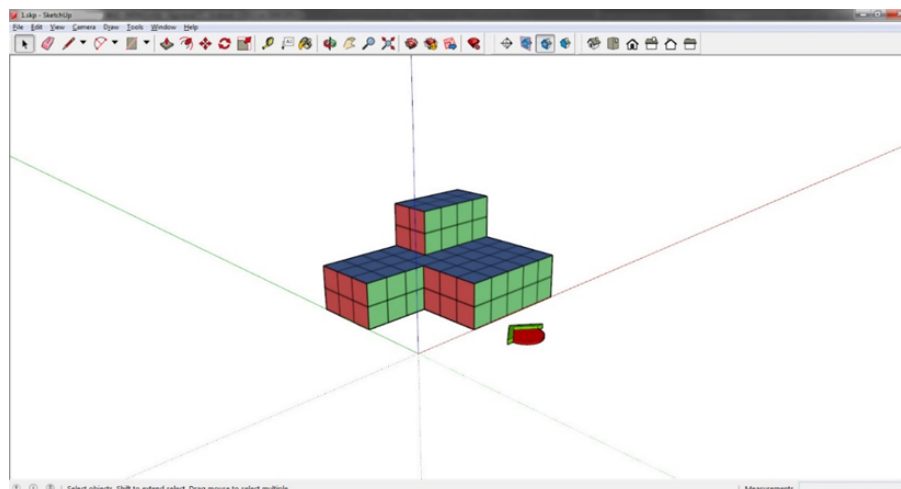 1.skp - SketchUp
File Edit View Camera Draw Tools Window Help
Select objects. Shift to extend select. Drag mouse to select multiple.
Measurements